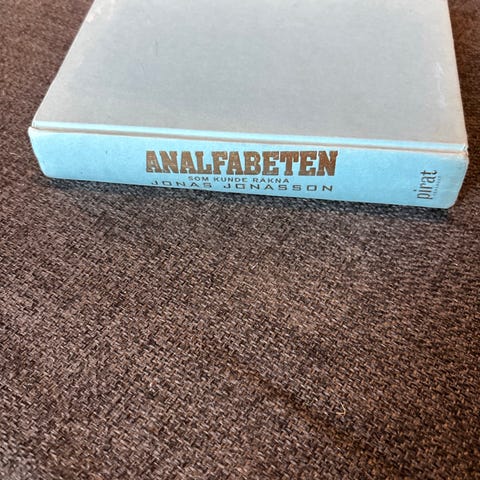 ANALFABETEN
SOM KUNDE RÄKNA
JONAS JONASSON
pirat